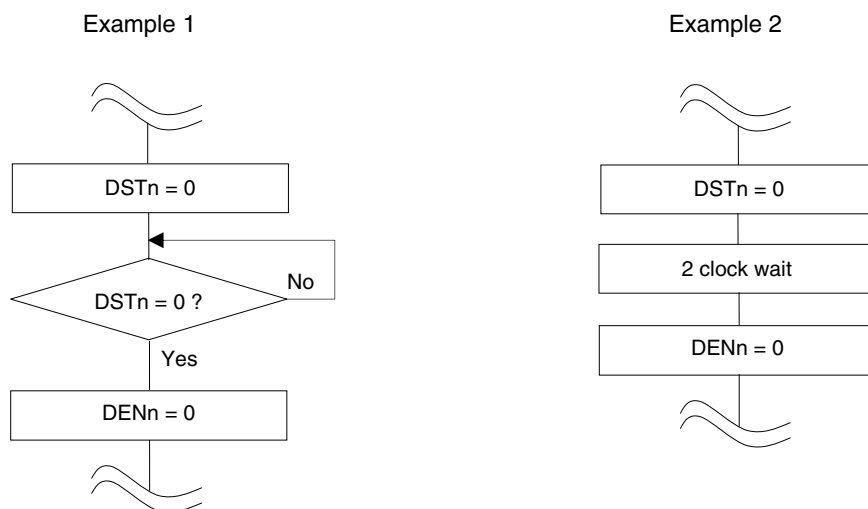 Example 1
DSTn = 0
DSTn = 0 ?
No
Yes
DENn = 0
Example 2
DSTn = 0
2 clock wait
DENn = 0